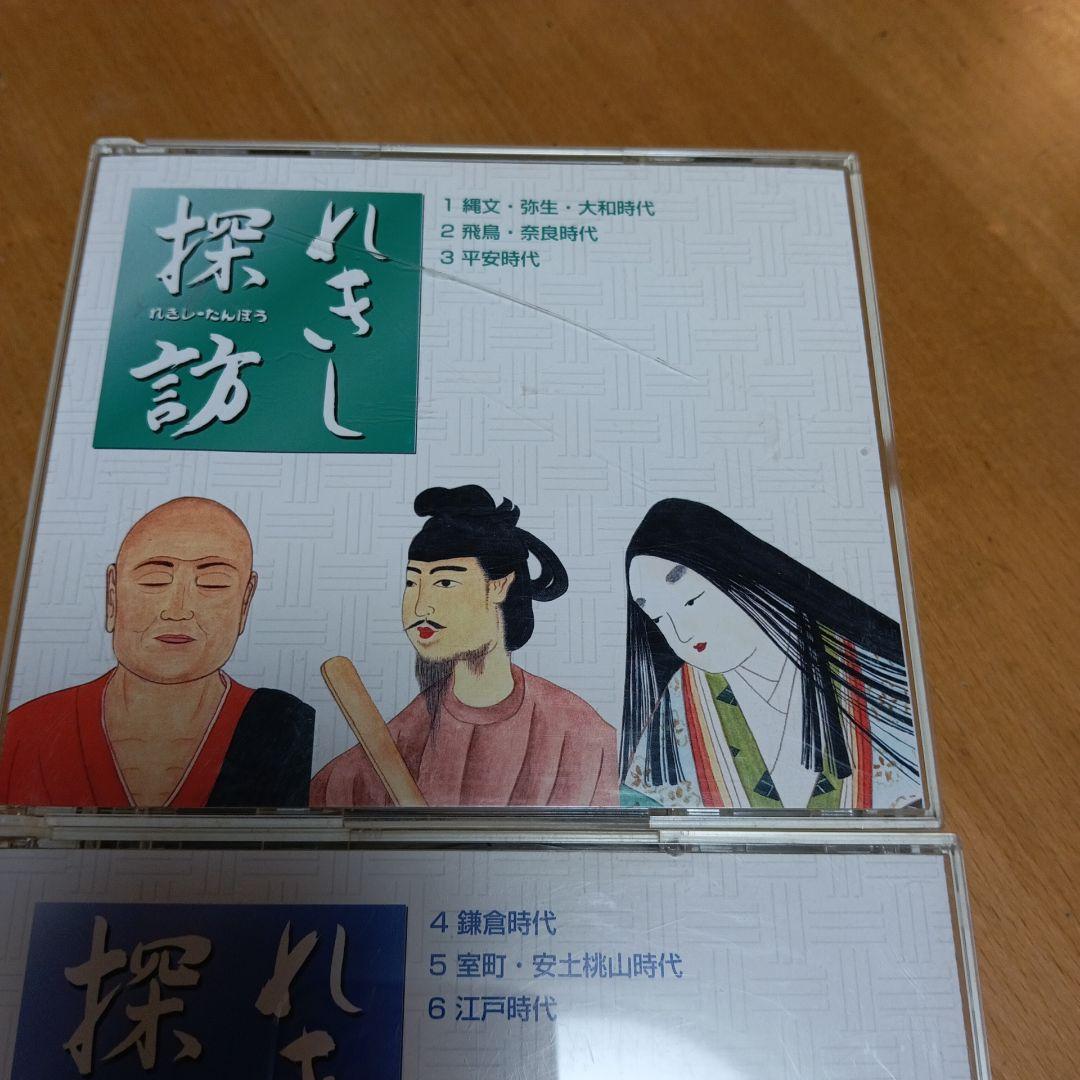 れきし
探訪
れきし・たんぼう
1 縄文・弥生・大和時代
2 飛鳥・奈良時代
3 平安時代
れき
探
4 鎌倉時代
5 室町・安土桃山時代
6 江戸時代